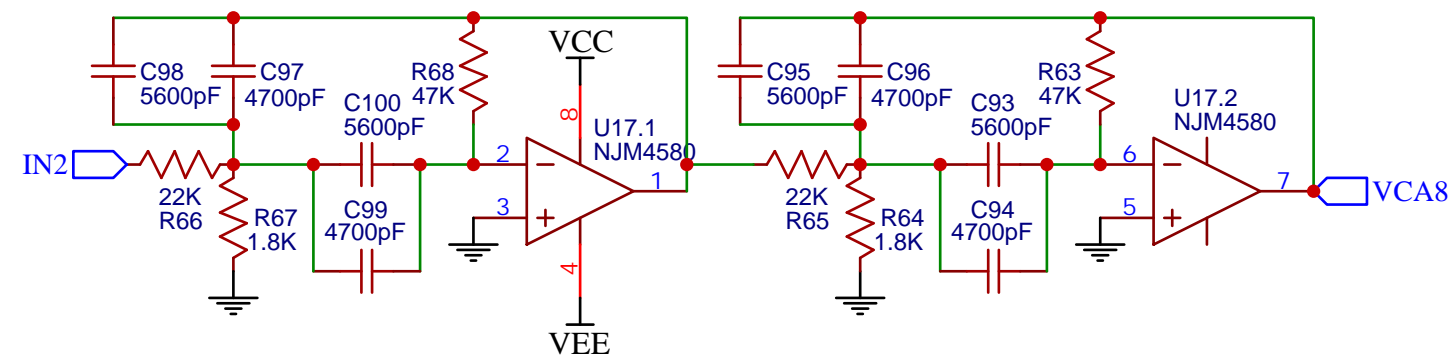 VCC
C98
5600pF
C97
4700pF
R68
47K
C100
5600pF
8
U17.1
NJM4580
C95
5600pF
C96
4700pF
R63
47K
C93
5600pF
U17.2
NJM4580
IN2
22K
R66
R67
1.8K
C99
4700pF
2
3
1
4
VEE
22K
R65
R64
1.8K
C94
4700pF
6
5
7
VCA8